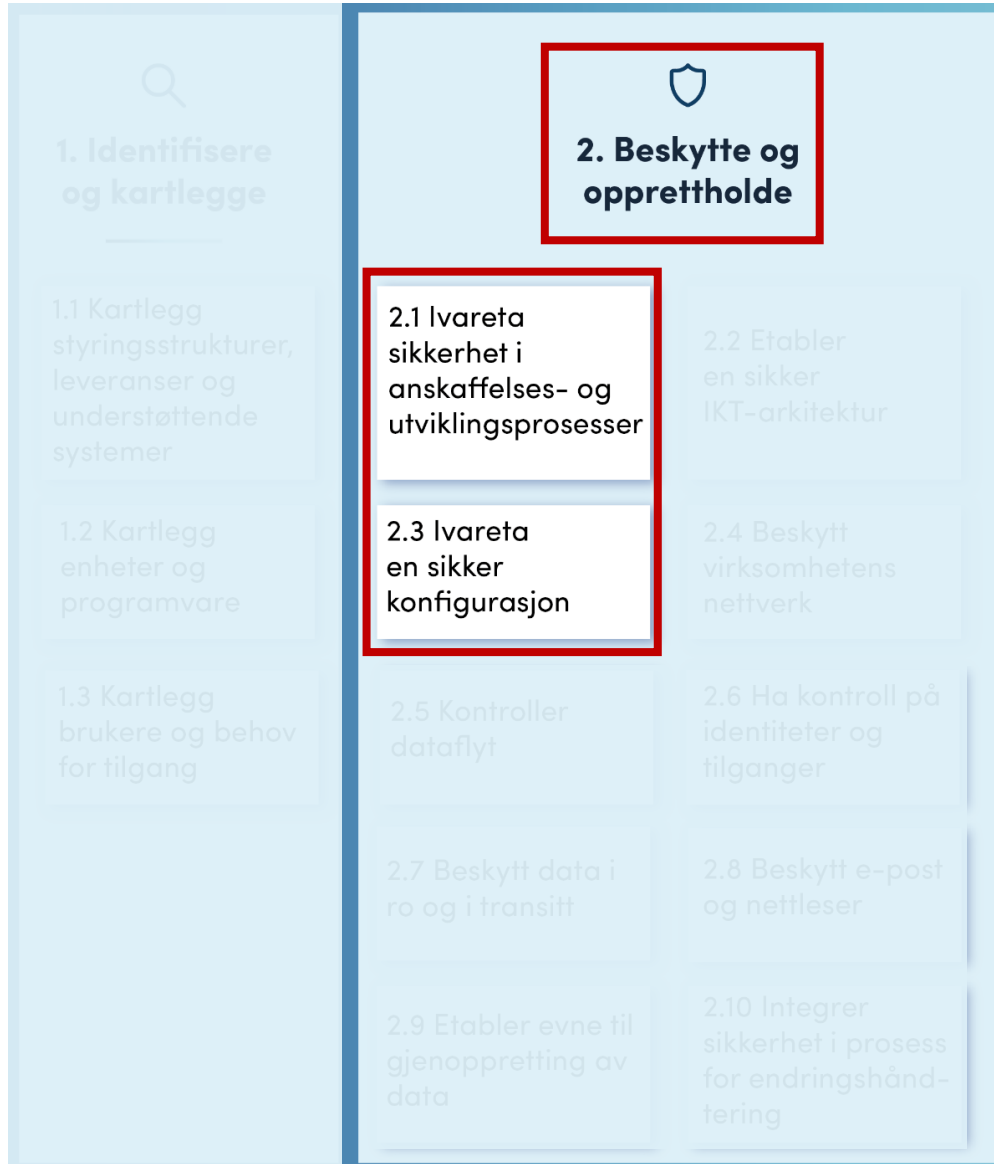 1. Identifisere
og kartlegge
1.1 Kartlegg
styringsstrukturer,
leveranser og
understøttende
systemer
1.2 Kartlegg
enheter og
programvare
1.3 Kartlegg
brukere og behov
for tilgang
2. Beskytte og
opprettholde
2.1 Ivareta
sikkerhet i
anskaffelses- og
utviklingsprosesser
2.2 Etabler
en sikker
IKT-arkitektur
2.3 Ivareta
en sikker
konfigurasjon
2.4 Beskytt
virksomhetens
nettverk
2.5 Kontroller
dataflyt
2.6 Ha kontroll på
identiteter og
tilganger
2.7 Beskytt data i
ro og i transitt
2.8 Beskytt e-post
og nettleser
2.9 Etabler evne til
gjenoppretting av
data
2.10 Integrer
sikkerhet i prosess
for endringshånd-
tering